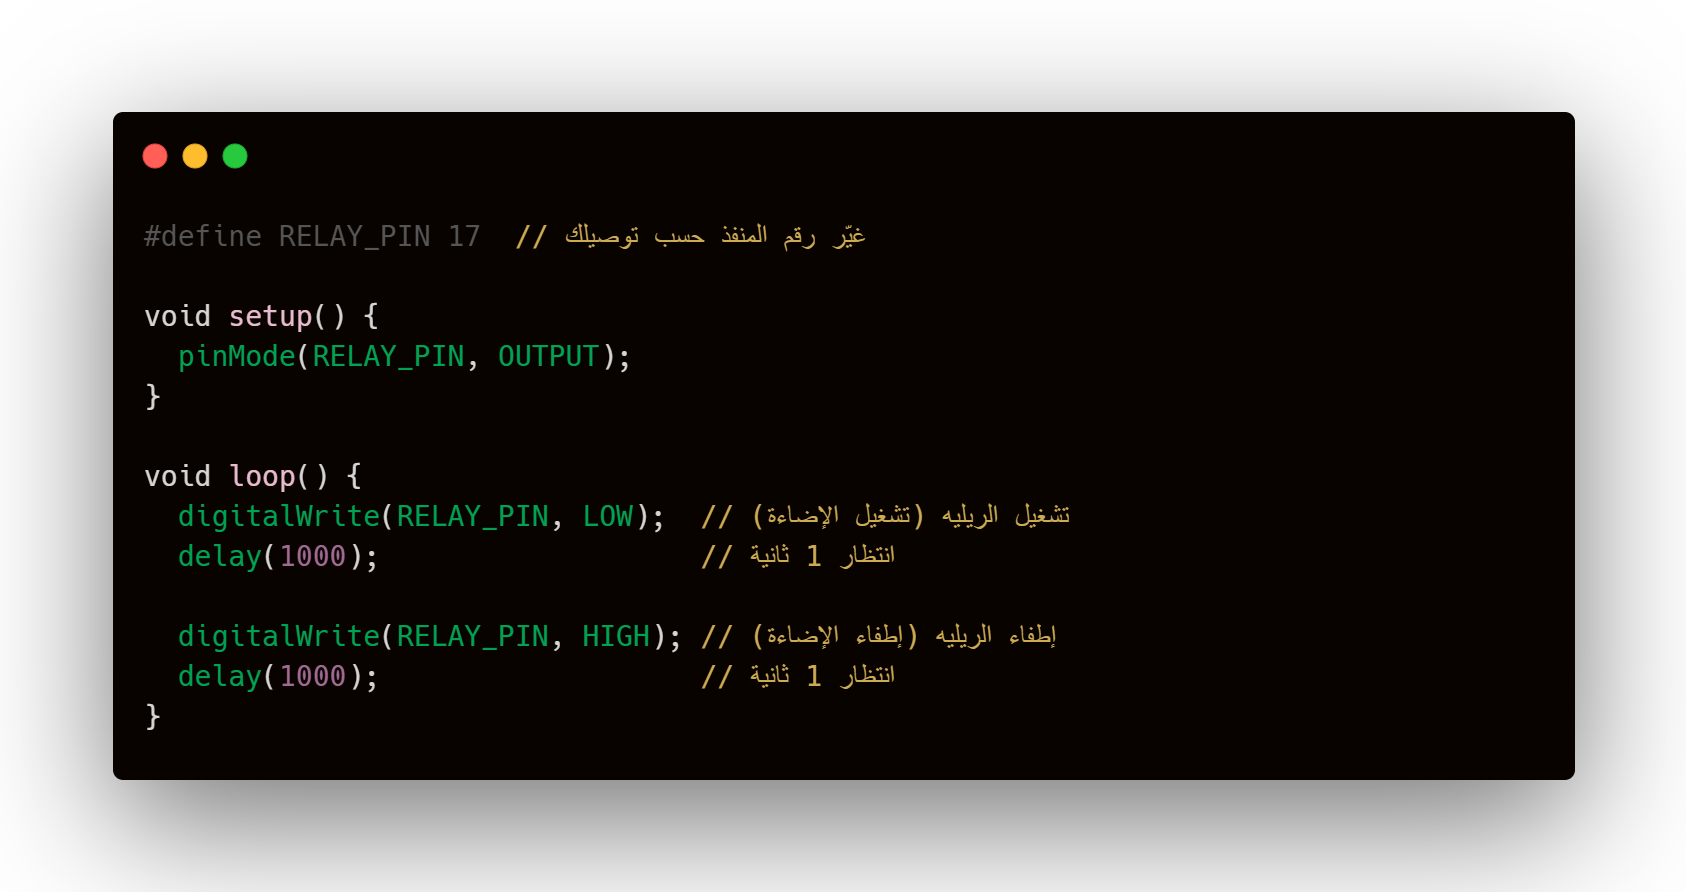 #define RELAY_PIN 17  // غيّر رقم المنفذ حسب توصيلك
void setup() {
  pinMode(RELAY_PIN, OUTPUT);
}
void loop() {
  digitalWrite(RELAY_PIN, LOW);  // تشغيل الريليه (تشغيل الإضاءة)
  delay(1000);                   // انتظار 1 ثانية
  digitalWrite(RELAY_PIN, HIGH); // إطفاء الريليه (إطفاء الإضاءة)
  delay(1000);                   // انتظار 1 ثانية
}